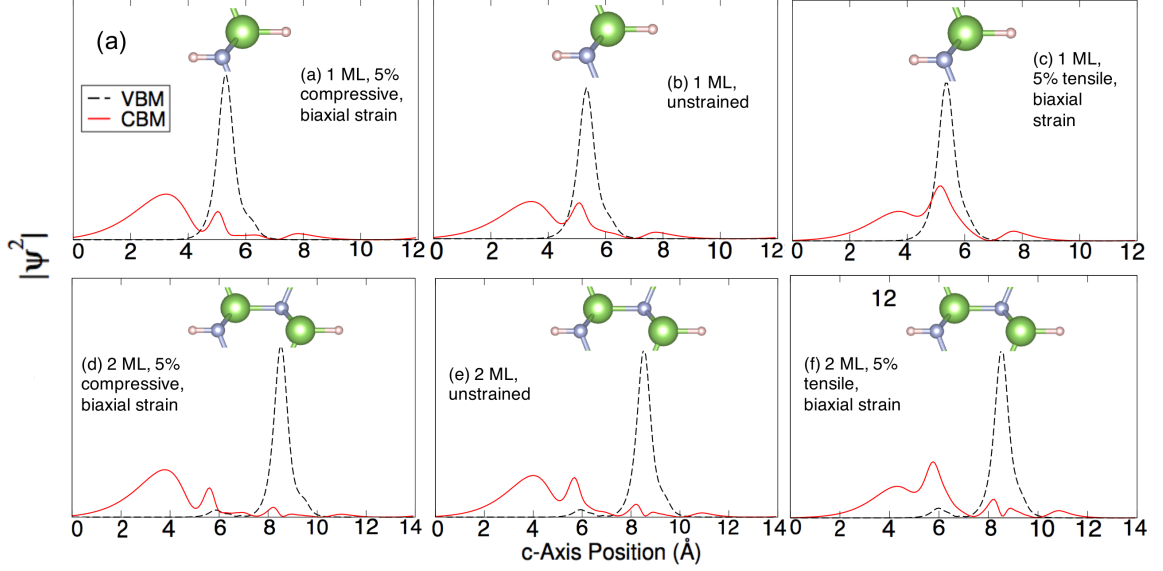 (a)
VBM
CBM
(a) 1 ML, 5%
compressive,
biaxial strain
(b) 1 ML,
unstrained
(c) 1 ML,
5% tensile,
biaxial
strain
0 2 4 6 8 10 12
0 2 4 6 8 10 12
0 2 4 6 8 10 12
|Ψ²|
(d) 2 ML, 5%
compressive,
biaxial strain
(e) 2 ML,
unstrained
12
(f) 2 ML, 5%
tensile,
biaxial strain
0 2 4 6 8 10 12 14
0 2 4 6 8 10 12 14
0 2 4 6 8 10 12 14
c-Axis Position (Å)